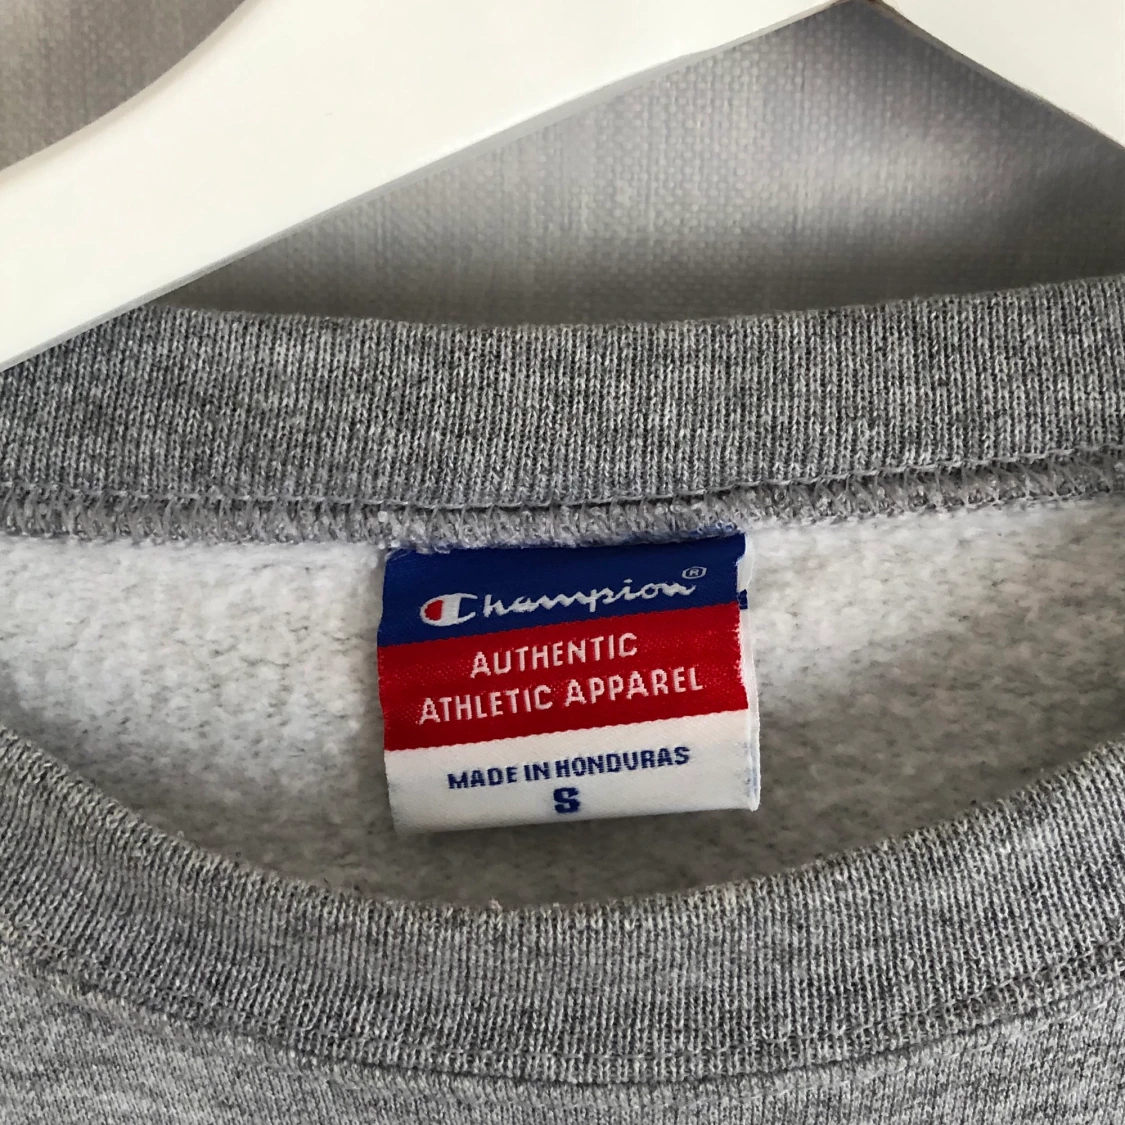 Champion®
AUTHENTIC
ATHLETIC APPAREL
MADE IN HONDURAS
S